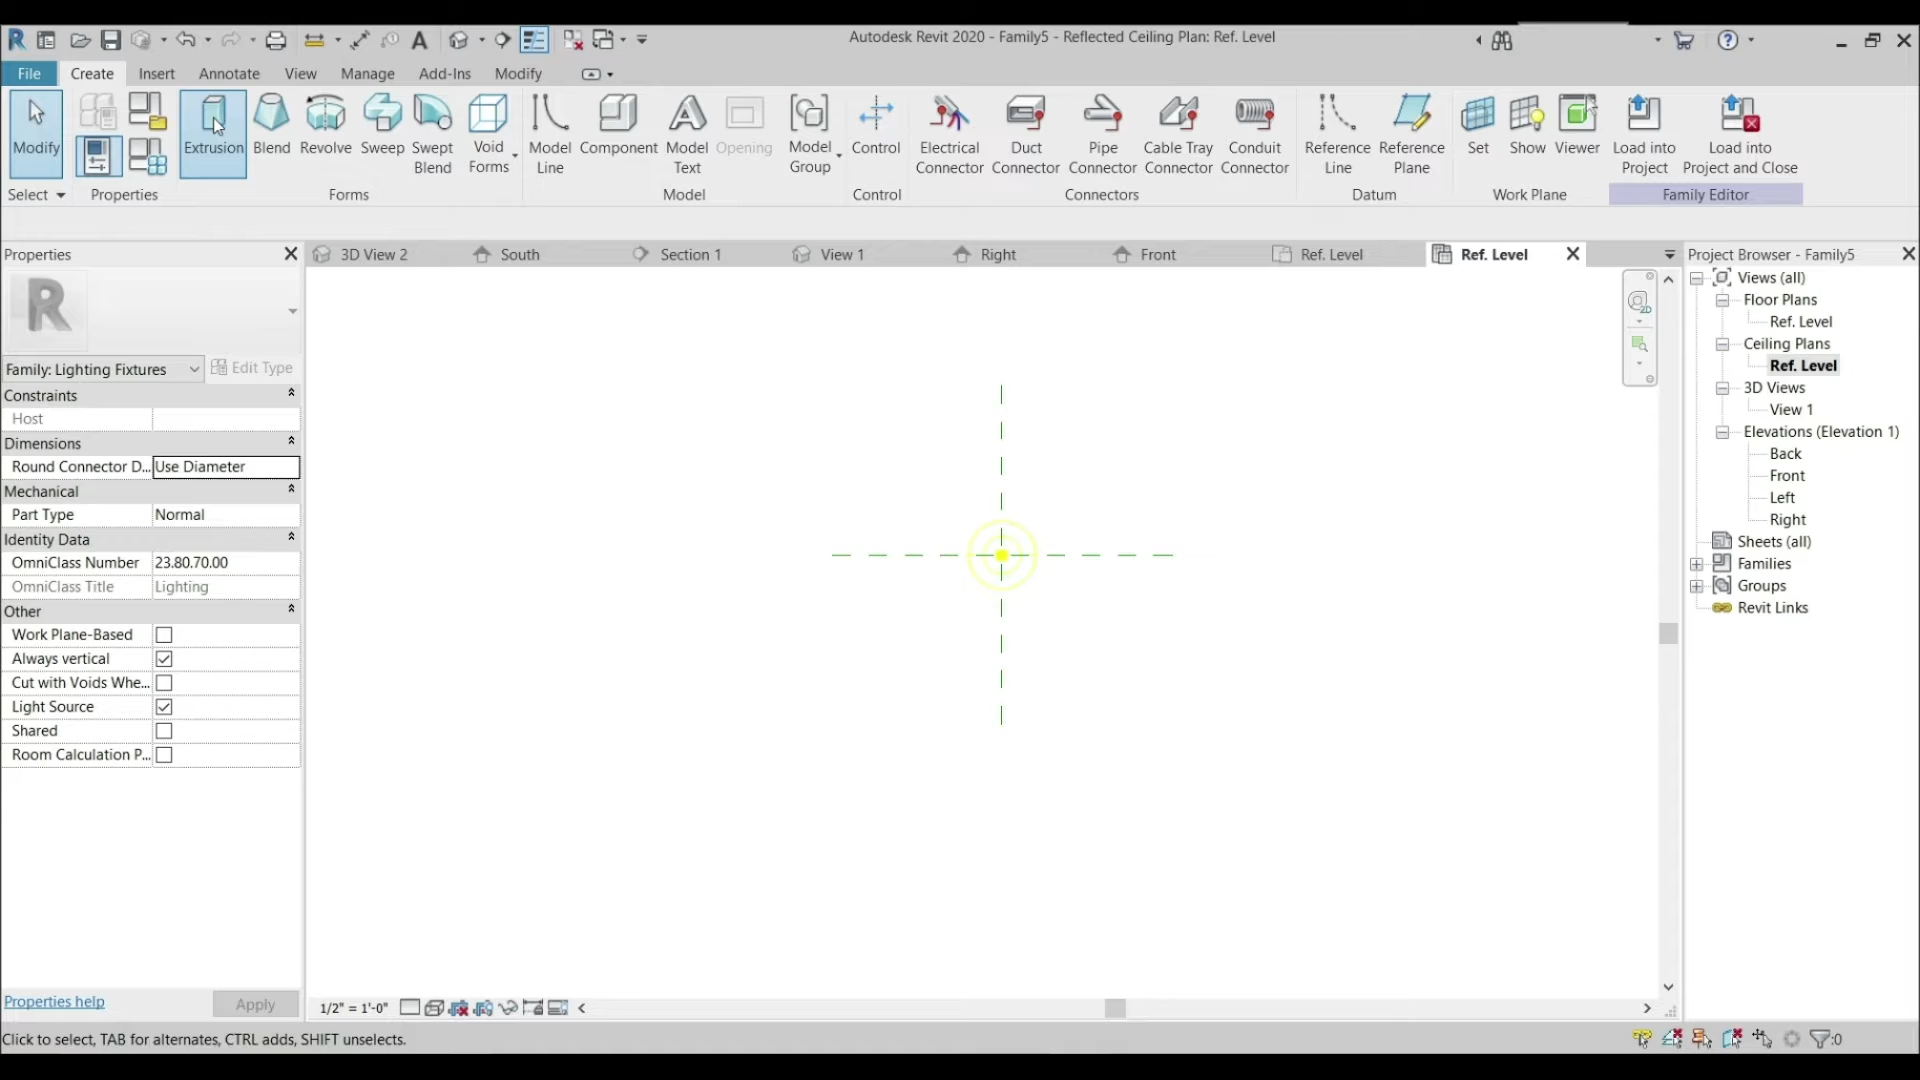 Autodesk Revit 2020 - Family5 - Reflected Ceiling Plan: Ref. Level
File Create Insert Annotate View Manage Add-Ins Modify
Modify Extrusion Blend Revolve Sweep Swept Blend Void Forms Model Line Component Model Text Opening Model Group Control Electrical Connector Duct Connector Pipe Connector Cable Tray Connector Conduit Connector Reference Line Reference Plane Set Show Viewer Load into Project Load into Project and Close
Select Properties Forms Model Control Connectors Datum Work Plane Family Editor
Properties
3D View 2 South Section 1 View 1 Right Front Ref. Level Ref. Level
Project Browser - Family5
Family: Lighting Fixtures Edit Type
Constraints
Host
Dimensions
Round Connector D... Use Diameter
Mechanical
Part Type Normal
Identity Data
OmniClass Number 23.80.70.00
OmniClass Title Lighting
Other
Work Plane-Based
Always vertical
Cut with Voids Whe...
Light Source
Shared
Room Calculation P...
Properties help Apply
2D
Views (all)
Floor Plans
Ref. Level
Ceiling Plans
Ref. Level
3D Views
View 1
Elevations (Elevation 1)
Back
Front
Left
Right
Sheets (all)
Families
Groups
Revit Links
1/2" = 1'-0"
Click to select, TAB for alternates, CTRL adds, SHIFT unselects.
:0